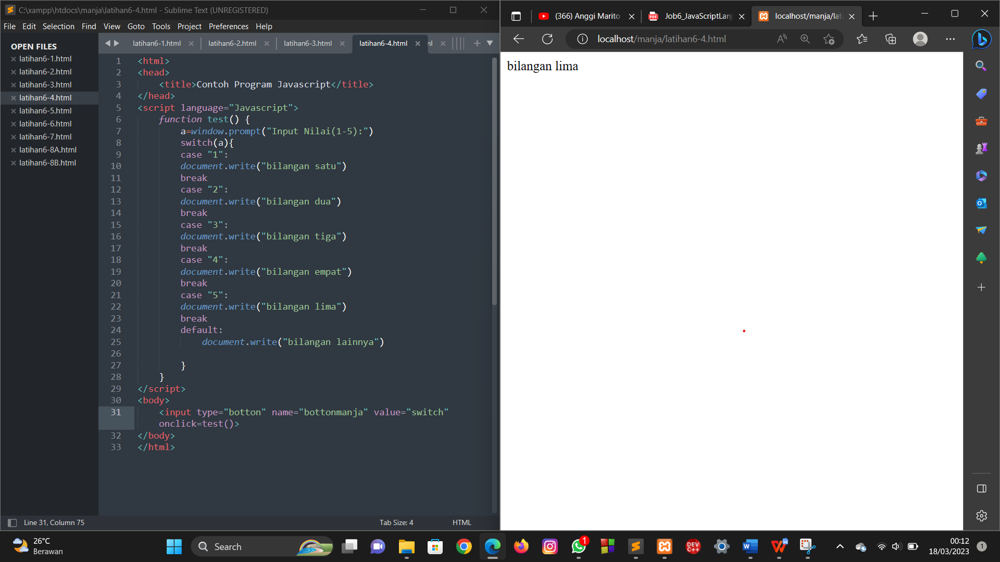 C:\xampp\htdocs\manja\latihan6-4.html - Sublime Text (UNREGISTERED)
File Edit Selection Find View Goto Tools Project Preferences Help
OPEN FILES
latihan6-1.html
latihan6-2.html
latihan6-3.html
latihan6-4.html
latihan6-5.html
latihan6-6.html
latihan6-7.html
latihan6-8A.html
latihan6-8B.html
latihan6-1.html latihan6-2.html latihan6-3.html latihan6-4.html nl
1 <html>
2 <head>
3 <title>Contoh Program Javascript</title>
4 </head>
5 <script language="Javascript">
6 function test() {
7 a=window.prompt("Input Nilai(1-5):")
8 switch(a){
9 case "1":
10 document.write("bilangan satu")
11 break
12 case "2":
13 document.write("bilangan dua")
14 break
15 case "3":
16 document.write("bilangan tiga")
17 break
18 case "4":
19 document.write("bilangan empat")
20 break
21 case "5":
22 document.write("bilangan lima")
23 break
24 default:
25 document.write("bilangan lainnya")
26
27 }
28 }
29 </script>
30 <body>
31 <input type="botton" name="bottonmanja" value="switch"
onclick=test()>
32 </body>
33 </html>
Line 31, Column 75 Tab Size: 4 HTML
(366) Anggi Marito Job6_JavaScriptLanj localhost/manja/lati
localhost/manja/latihan6-4.html
bilangan lima
26°C
Berawan
Search
1
DEV C++
00:12
18/03/2023
1